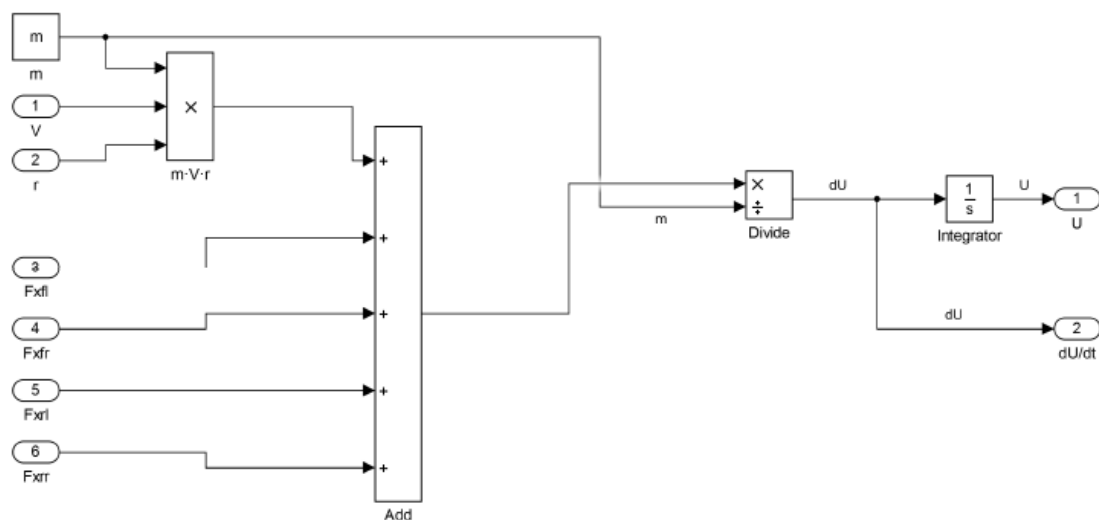 m
m
1
V
2
r
×
m·V·r
3
Fxfl
4
Fxfr
5
Fxrl
6
Fxrr
+
+
+
+
+
Add
×
÷
Divide
m
dU
1
s
Integrator
U
1
U
dU
2
dU/dt